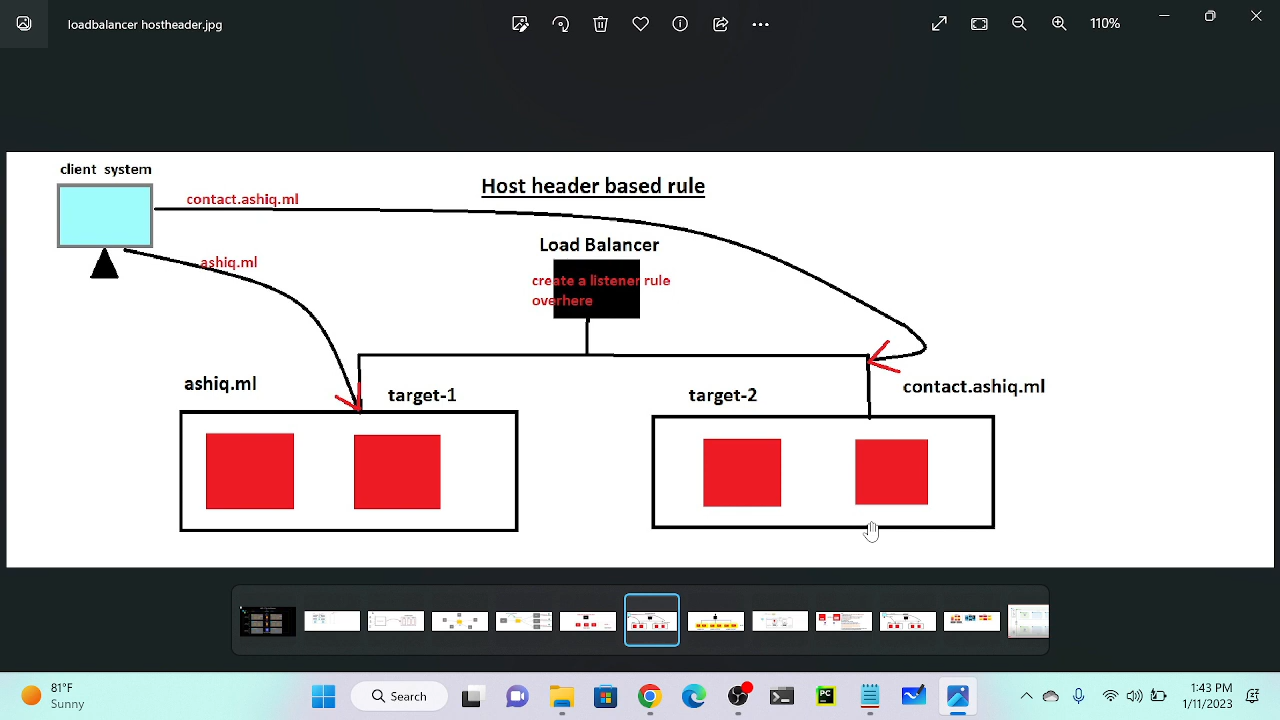 loadbalancer hostheader.jpg
110%
client system
Host header based rule
contact.ashiq.ml
Load Balancer
ashiq.ml
create a listener rule
overhere
ashiq.ml
target-1
target-2
contact.ashiq.ml
81°F
Sunny
Search
PC
1:43 PM
1/11/2023